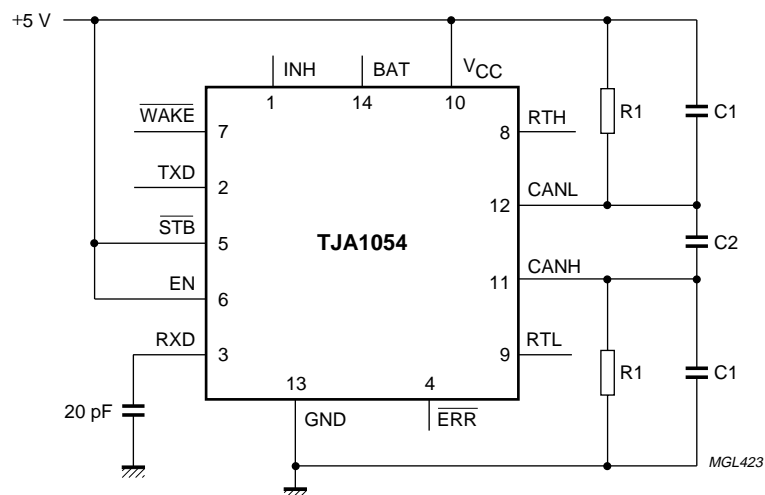 +5 V
INH
BAT
VCC
1
14
10
WAKE
7
8
RTH
R1
C1
TXD
2
12
CANL
STB
5
TJA1054
C2
EN
6
11
CANH
RXD
3
9
RTL
R1
C1
20 pF
13
4
GND
ERR
MGL423